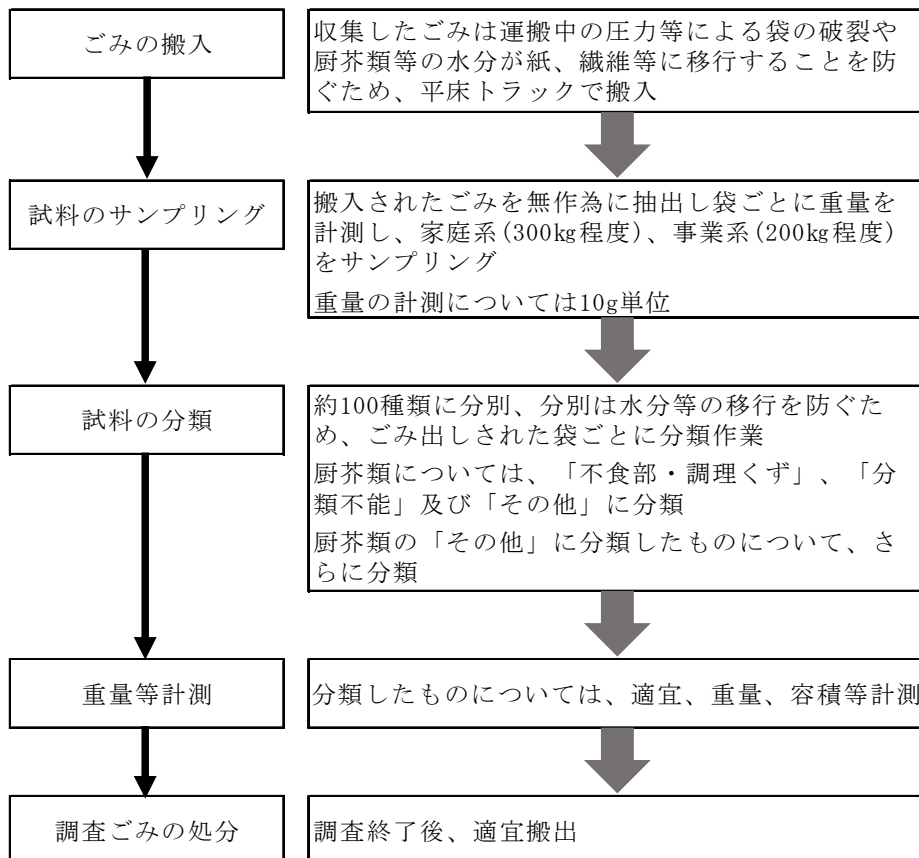 ごみの搬入
収集したごみは運搬中の圧力等による袋の破裂や
厨芥類等の水分が紙、繊維等に移行することを防
ぐため、平床トラックで搬入
試料のサンプリング
搬入されたごみを無作為に抽出し袋ごとに重量を
計測し、家庭系(300㎏程度)、事業系(200㎏程度)
をサンプリング
重量の計測については10g単位
試料の分類
約100種類に分別、分別は水分等の移行を防ぐた
め、ごみ出しされた袋ごとに分類作業
厨芥類については、「不食部・調理くず」、「分
類不能」及び「その他」に分類
厨芥類の「その他」に分類したものについて、さ
らに分類
重量等計測
分類したものについては、適宜、重量、容積等計測
調査ごみの処分
調査終了後、適宜搬出